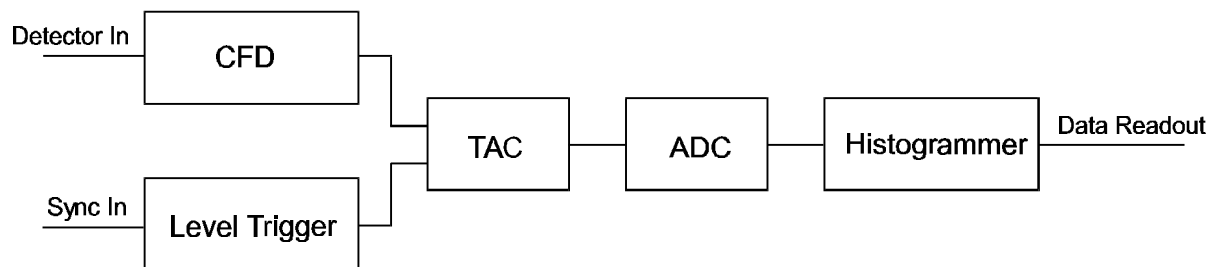 Detector In
CFD
TAC
ADC
Histogrammer
Data Readout
Sync In
Level Trigger